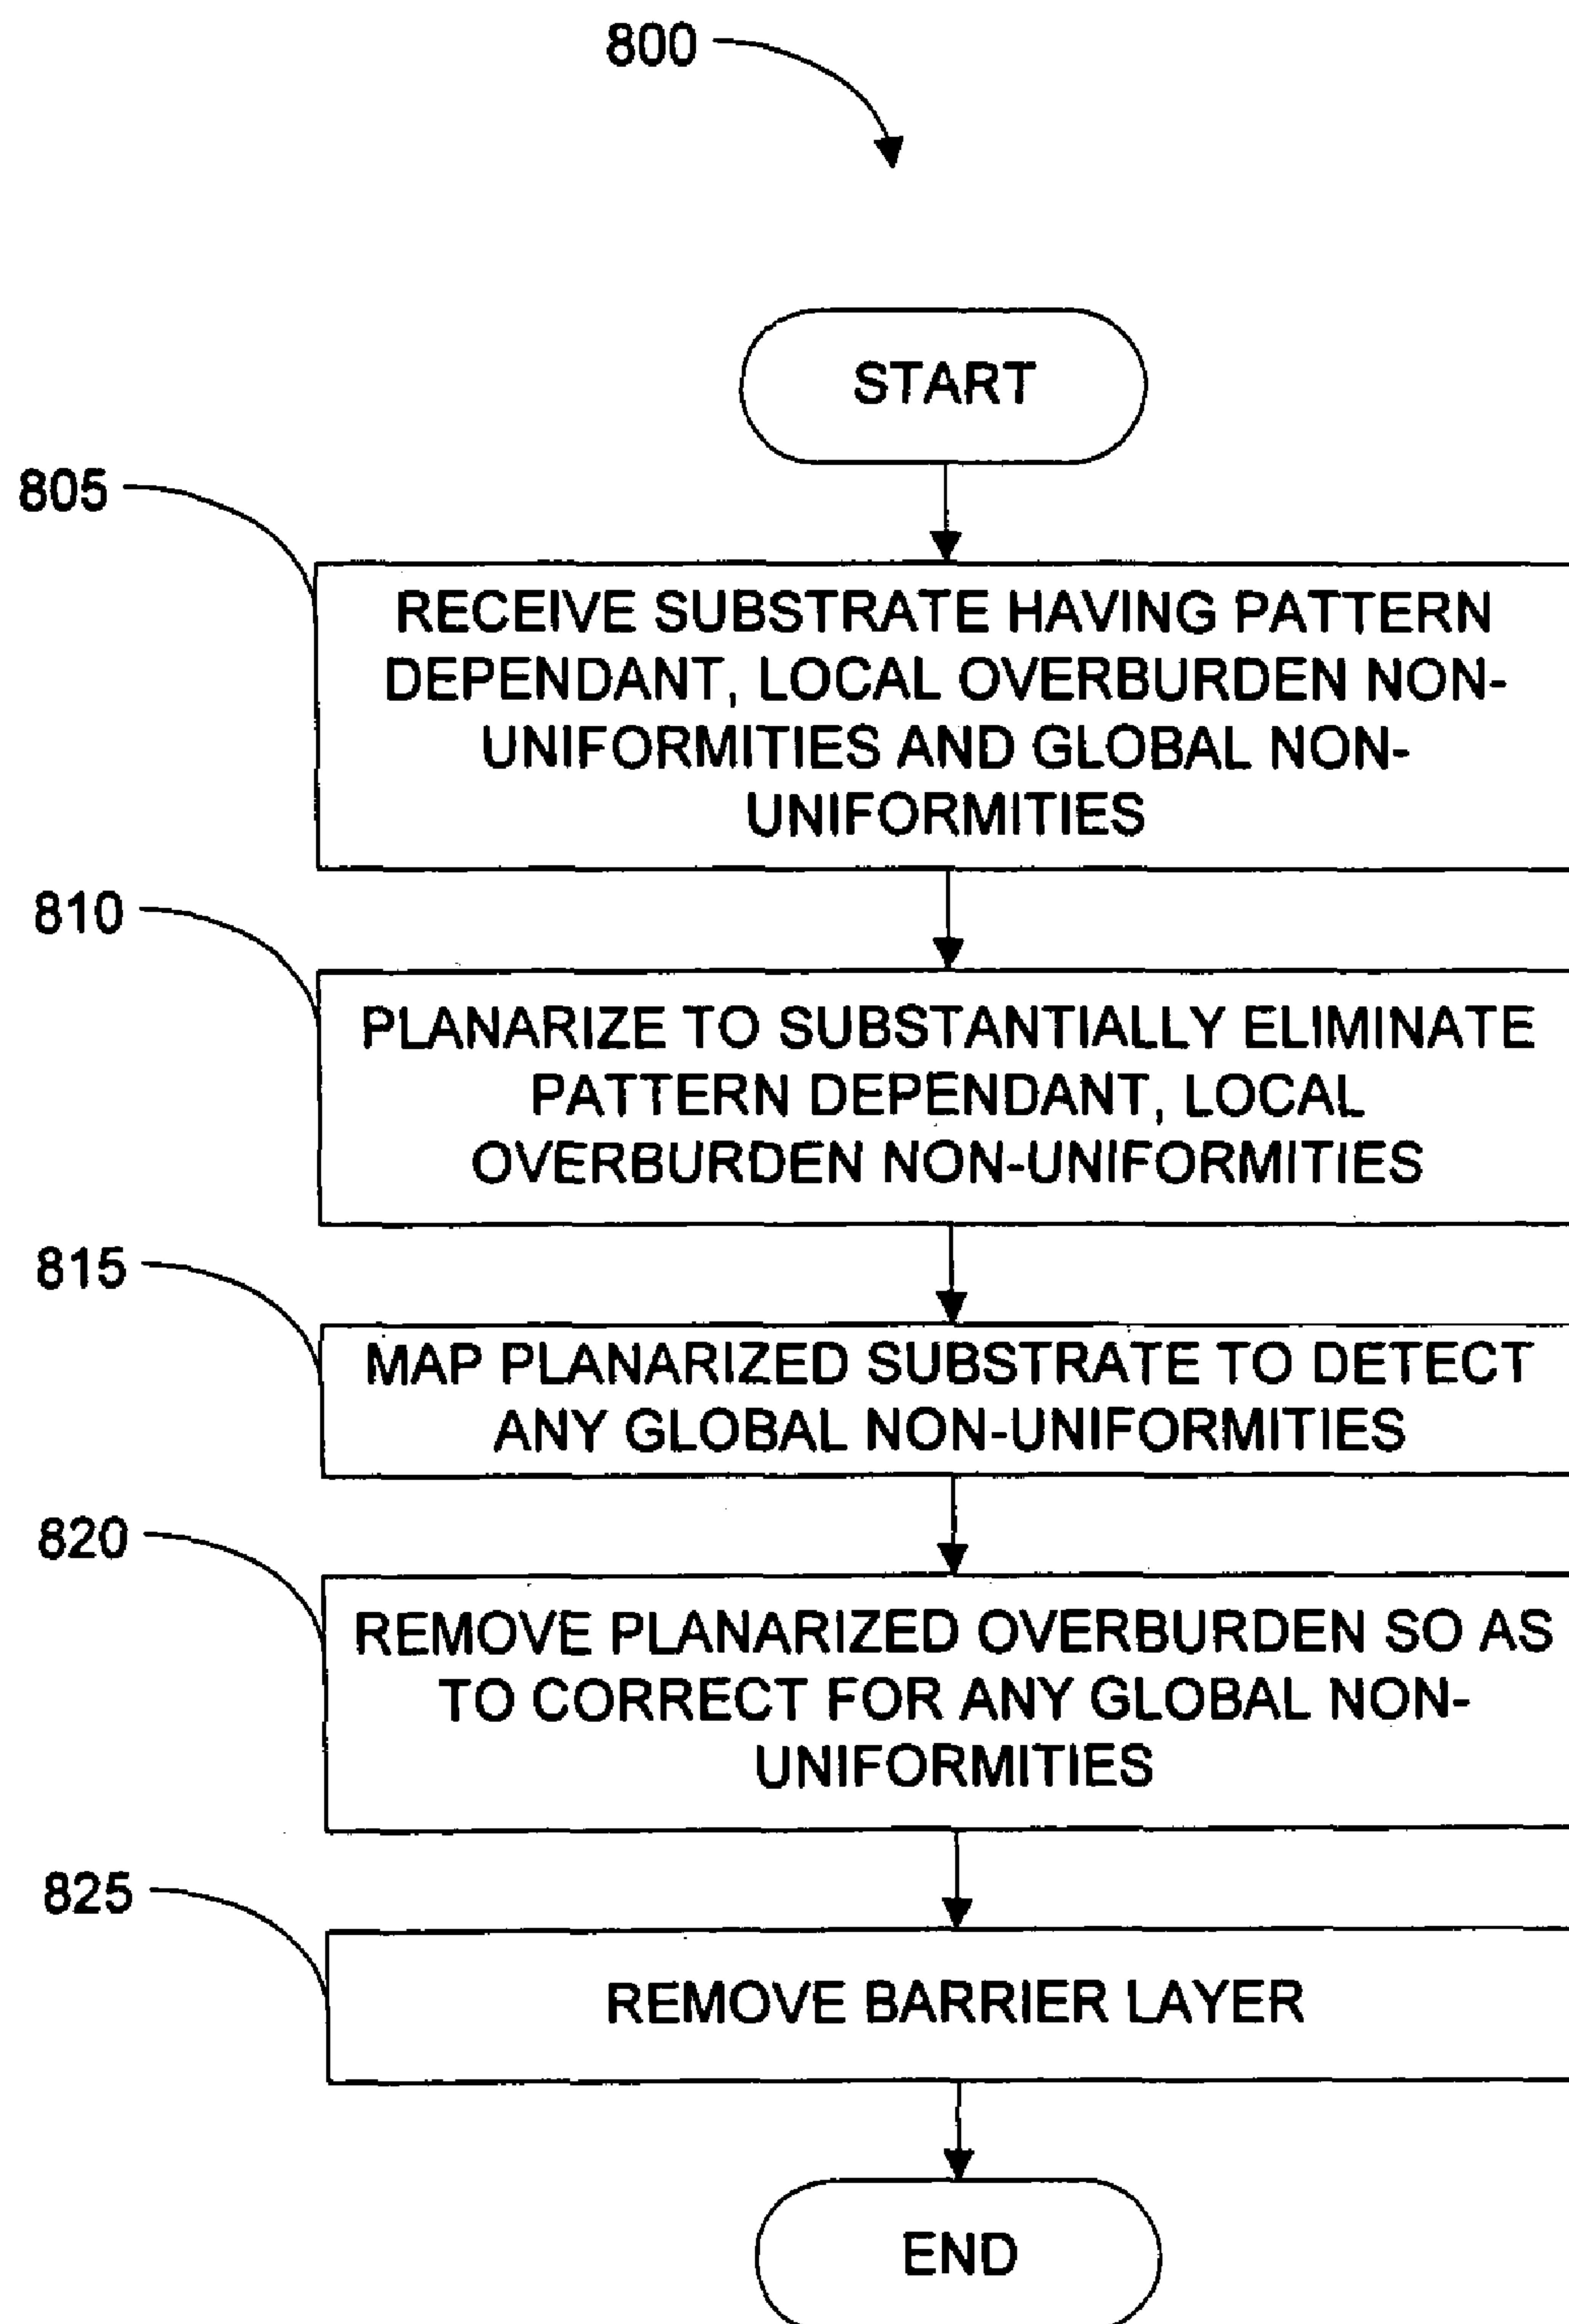 800
START
805
RECEIVE SUBSTRATE HAVING PATTERN
DEPENDANT, LOCAL OVERBURDEN NON-
UNIFORMITIES AND GLOBAL NON-
UNIFORMITIES
810
PLANARIZE TO SUBSTANTIALLY ELIMINATE
PATTERN DEPENDANT, LOCAL
OVERBURDEN NON-UNIFORMITIES
815
MAP PLANARIZED SUBSTRATE TO DETECT
ANY GLOBAL NON-UNIFORMITIES
820
REMOVE PLANARIZED OVERBURDEN SO AS
TO CORRECT FOR ANY GLOBAL NON-
UNIFORMITIES
825
REMOVE BARRIER LAYER
END